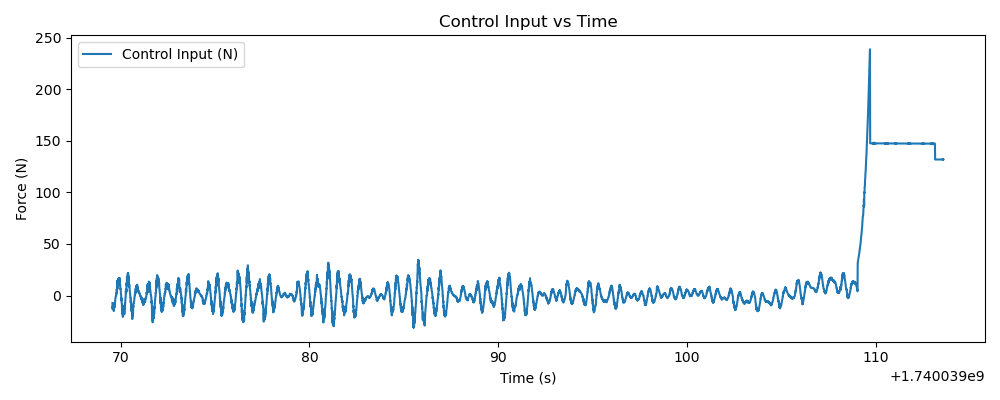 Control Input vs Time
Control Input (N)
Force (N)
250
200
150
100
50
0
70 80 90 100 110
+1.740039e9
Time (s)